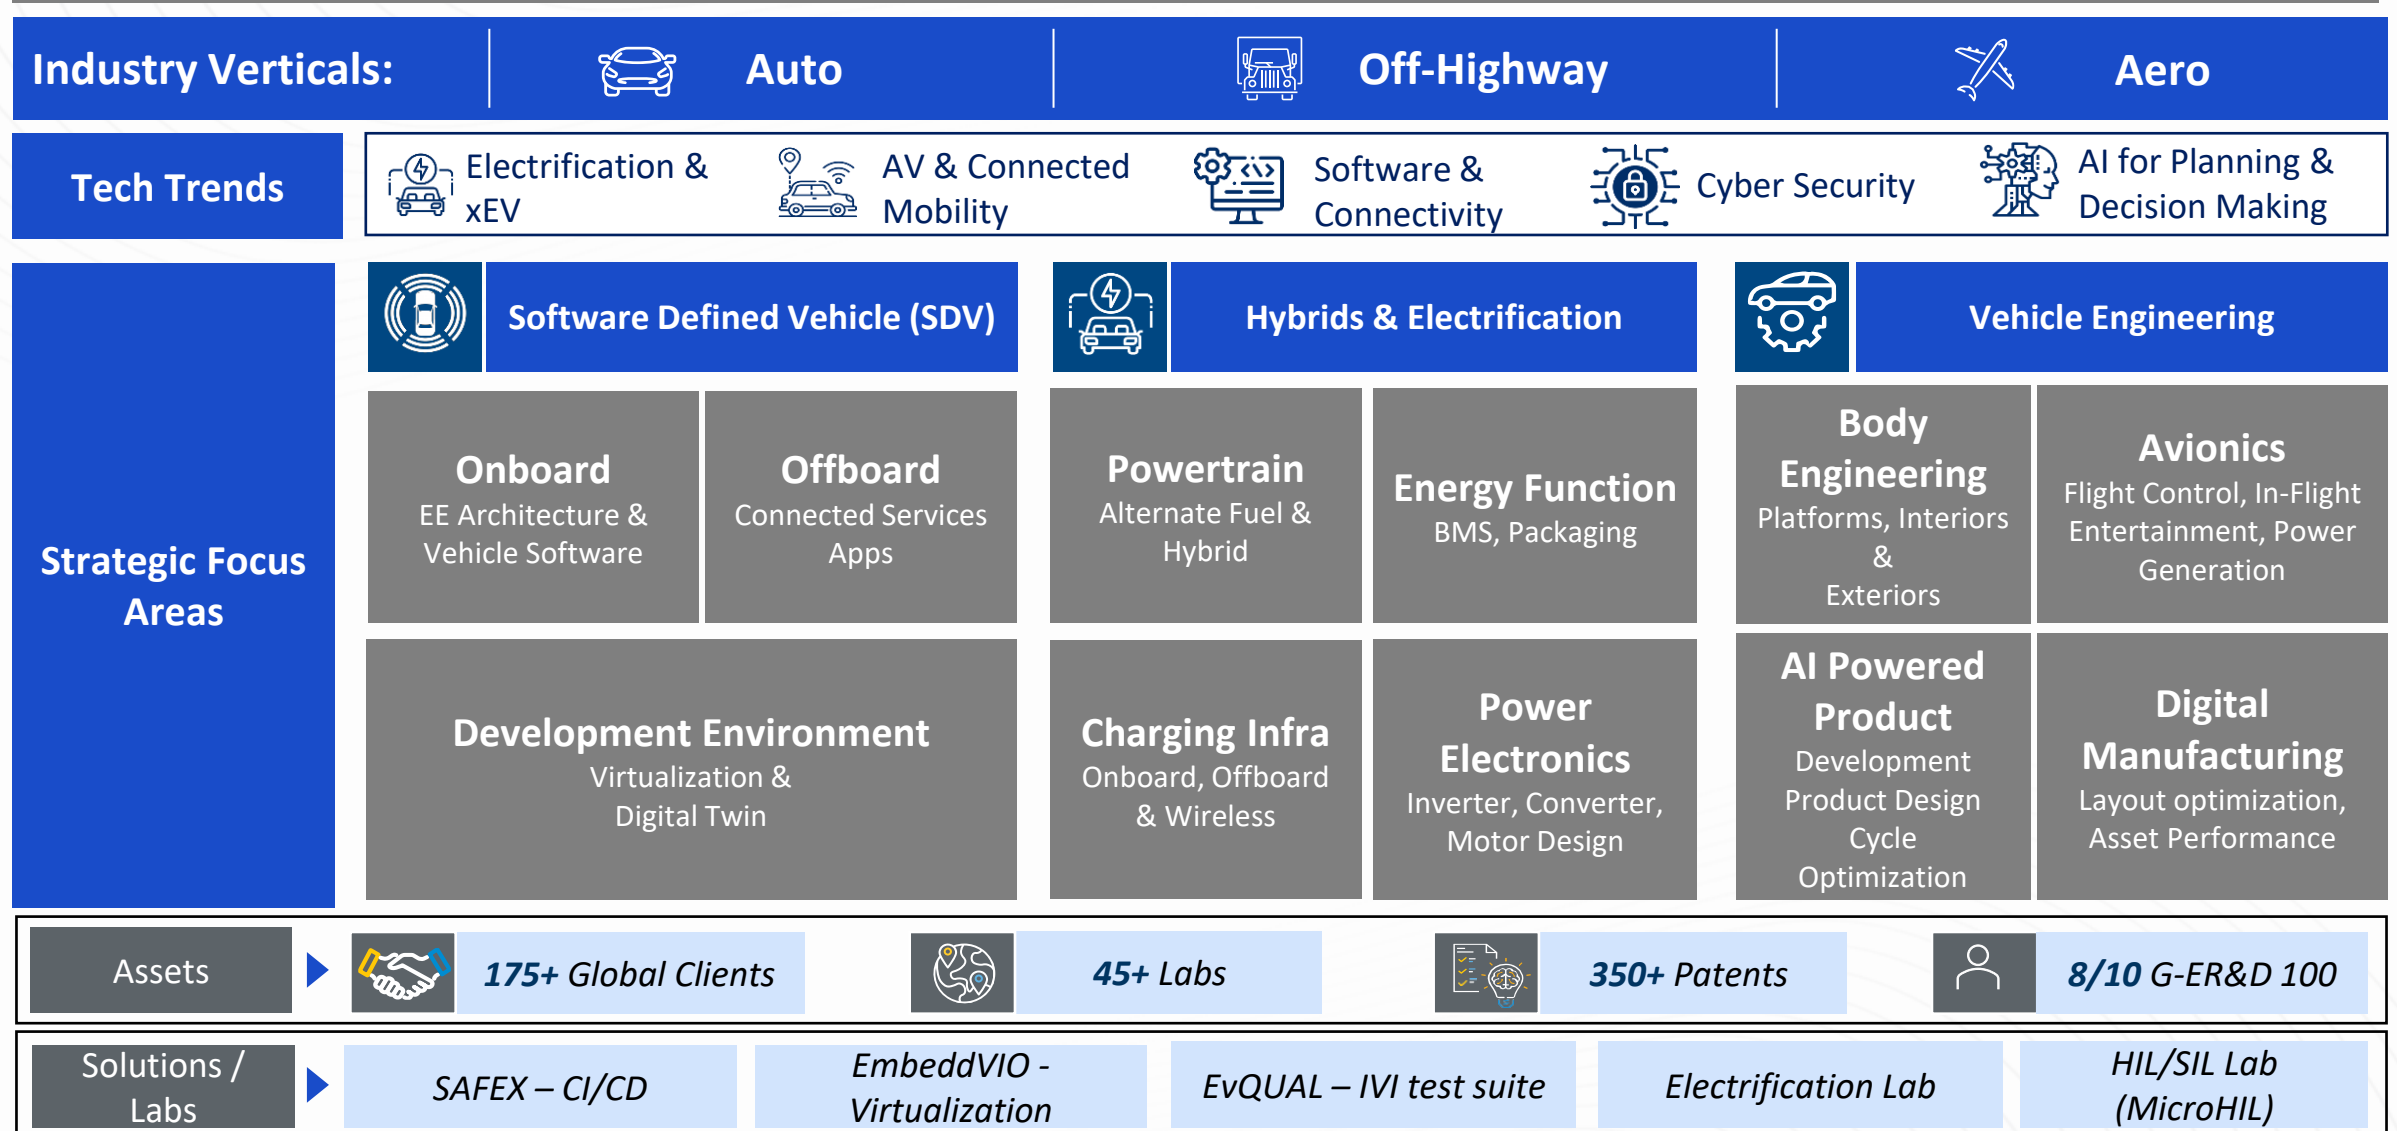 Industry Verticals:
Auto
Off-Highway
Aero
Tech Trends
Electrification &
xEV
AV & Connected
Mobility
Software &
Connectivity
Cyber Security
AI for Planning &
Decision Making
Strategic Focus
Areas
Software Defined Vehicle (SDV)
Onboard
EE Architecture &
Vehicle Software
Offboard
Connected Services
Apps
Development Environment
Virtualization &
Digital Twin
Hybrids & Electrification
Powertrain
Alternate Fuel &
Hybrid
Energy Function
BMS, Packaging
Charging Infra
Onboard, Offboard
& Wireless
Power
Electronics
Inverter, Converter,
Motor Design
Vehicle Engineering
Body
Engineering
Platforms, Interiors
&
Exteriors
Avionics
Flight Control, In-Flight
Entertainment, Power
Generation
AI Powered
Product
Development
Product Design
Cycle
Optimization
Digital
Manufacturing
Layout optimization,
Asset Performance
Assets
175+ Global Clients
45+ Labs
350+ Patents
8/10 G-ER&D 100
Solutions /
Labs
SAFEX – CI/CD
EmbeddVIO -
Virtualization
EvQUAL – IVI test suite
Electrification Lab
HIL/SIL Lab
(MicroHIL)